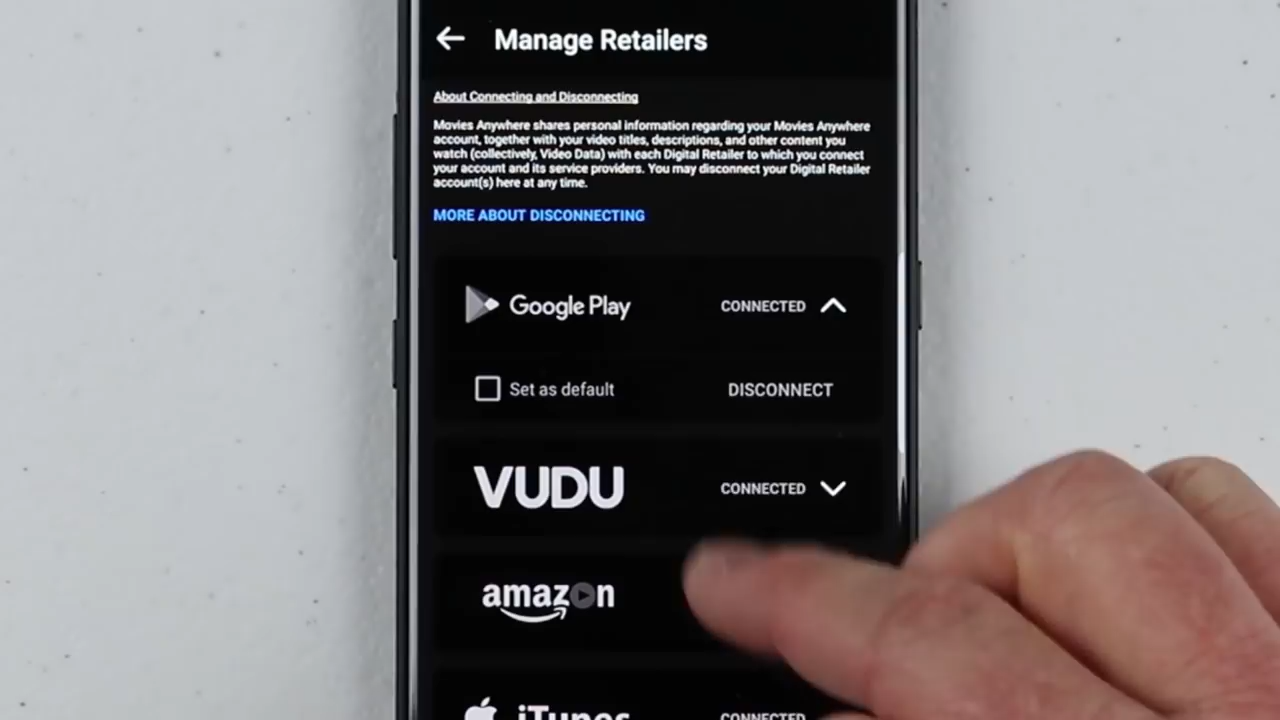 Manage Retailers
About Connecting and Disconnecting
Movies Anywhere shares personal information regarding your Movies Anywhere
account, together with your video titles, descriptions, and other content you
watch (collectively, Video Data) with each Digital Retailer to which you connect
your account and its service providers. You may disconnect your Digital Retailer
account(s) here at any time.
MORE ABOUT DISCONNECTING
Google Play CONNECTED
Set as default DISCONNECT
VUDU CONNECTED
amazon
iTunes CONNECTED